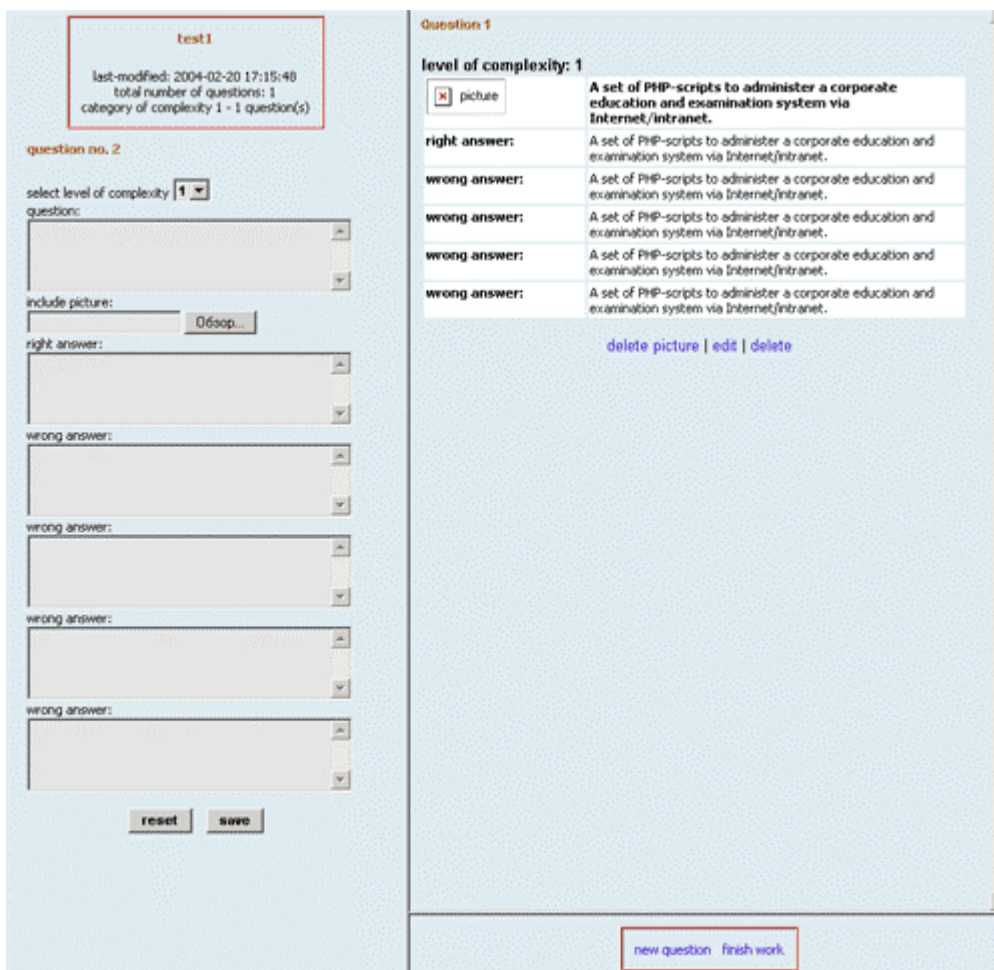 test1
last-modified: 2004-02-20 17:15:48
total number of questions: 1
category of complexity 1 - 1 question(s)
question no. 2
select level of complexity 1
question:
include picture:
Обзор...
right answer:
wrong answer:
wrong answer:
wrong answer:
wrong answer:
reset save
Question 1
level of complexity: 1
picture
A set of PHP-scripts to administer a corporate
education and examination system via
Internet/intranet.
right answer:
A set of PHP-scripts to administer a corporate education and
examination system via Internet/intranet.
wrong answer:
A set of PHP-scripts to administer a corporate education and
examination system via Internet/intranet.
wrong answer:
A set of PHP-scripts to administer a corporate education and
examination system via Internet/intranet.
wrong answer:
A set of PHP-scripts to administer a corporate education and
examination system via Internet/intranet.
wrong answer:
A set of PHP-scripts to administer a corporate education and
examination system via Internet/intranet.
delete picture | edit | delete
new question finish work